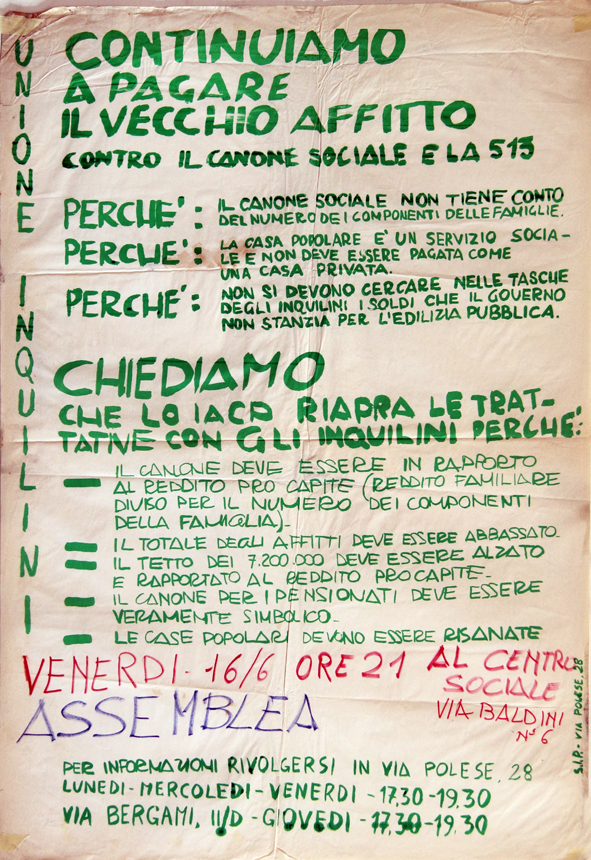 UNIONE INQUILINI
CONTINUIAMO
A PAGARE
IL VECCHIO AFFITTO
CONTRO IL CANONE SOCIALE E LA 513
PERCHE': IL CANONE SOCIALE NON TIENE CONTO
DEL NUMERO DEI COMPONENTI DELLE FAMIGLIE.
PERCHE': LA CASA POPOLARE E' UN SERVIZIO SOCIA-
LE E NON DEVE ESSERE PAGATA COME
UNA CASA PRIVATA.
PERCHE': NON SI DEVONO CERCARE NELLE TASCHE
DEGLI INQUILINI I SOLDI CHE IL GOVERNO
NON STANZIA PER L'EDILIZIA PUBBLICA.
CHIEDIAMO
CHE LO IACP RIAPRA LE TRAT-
TATIVE CON GLI INQUILINI PERCHE':
– IL CANONE DEVE ESSERE IN RAPPORTO
AL REDDITO PRO CAPITE (REDDITO FAMILIARE
DIVISO PER IL NUMERO DEI COMPONENTI
DELLA FAMIGLIA)-
– IL TOTALE DEGLI AFFITTI DEVE ESSERE ABBASSATO-
– IL TETTO DEI 7.200.000 DEVE ESSERE ALZATO
E RAPPORTATO AL REDDITO PROCAPITE-
– IL CANONE PER I PENSIONATI DEVE ESSERE
VERAMENTE SIMBOLICO-
– LE CASE POPOLARI DEVONO ESSERE RISANATE
VENERDI - 16/6 ORE 21 AL CENTRO
SOCIALE
ASSEMBLEA VIA BALDINI
N° 6
PER INFORMAZIONI RIVOLGERSI IN VIA POLESE, 28
LUNEDI - MERCOLEDI - VENERDI - 17,30 - 19,30
VIA BERGAMI, 11/D - GIOVEDI - 17,30 - 19,30
S.I.P. - VIA POLESE, 28